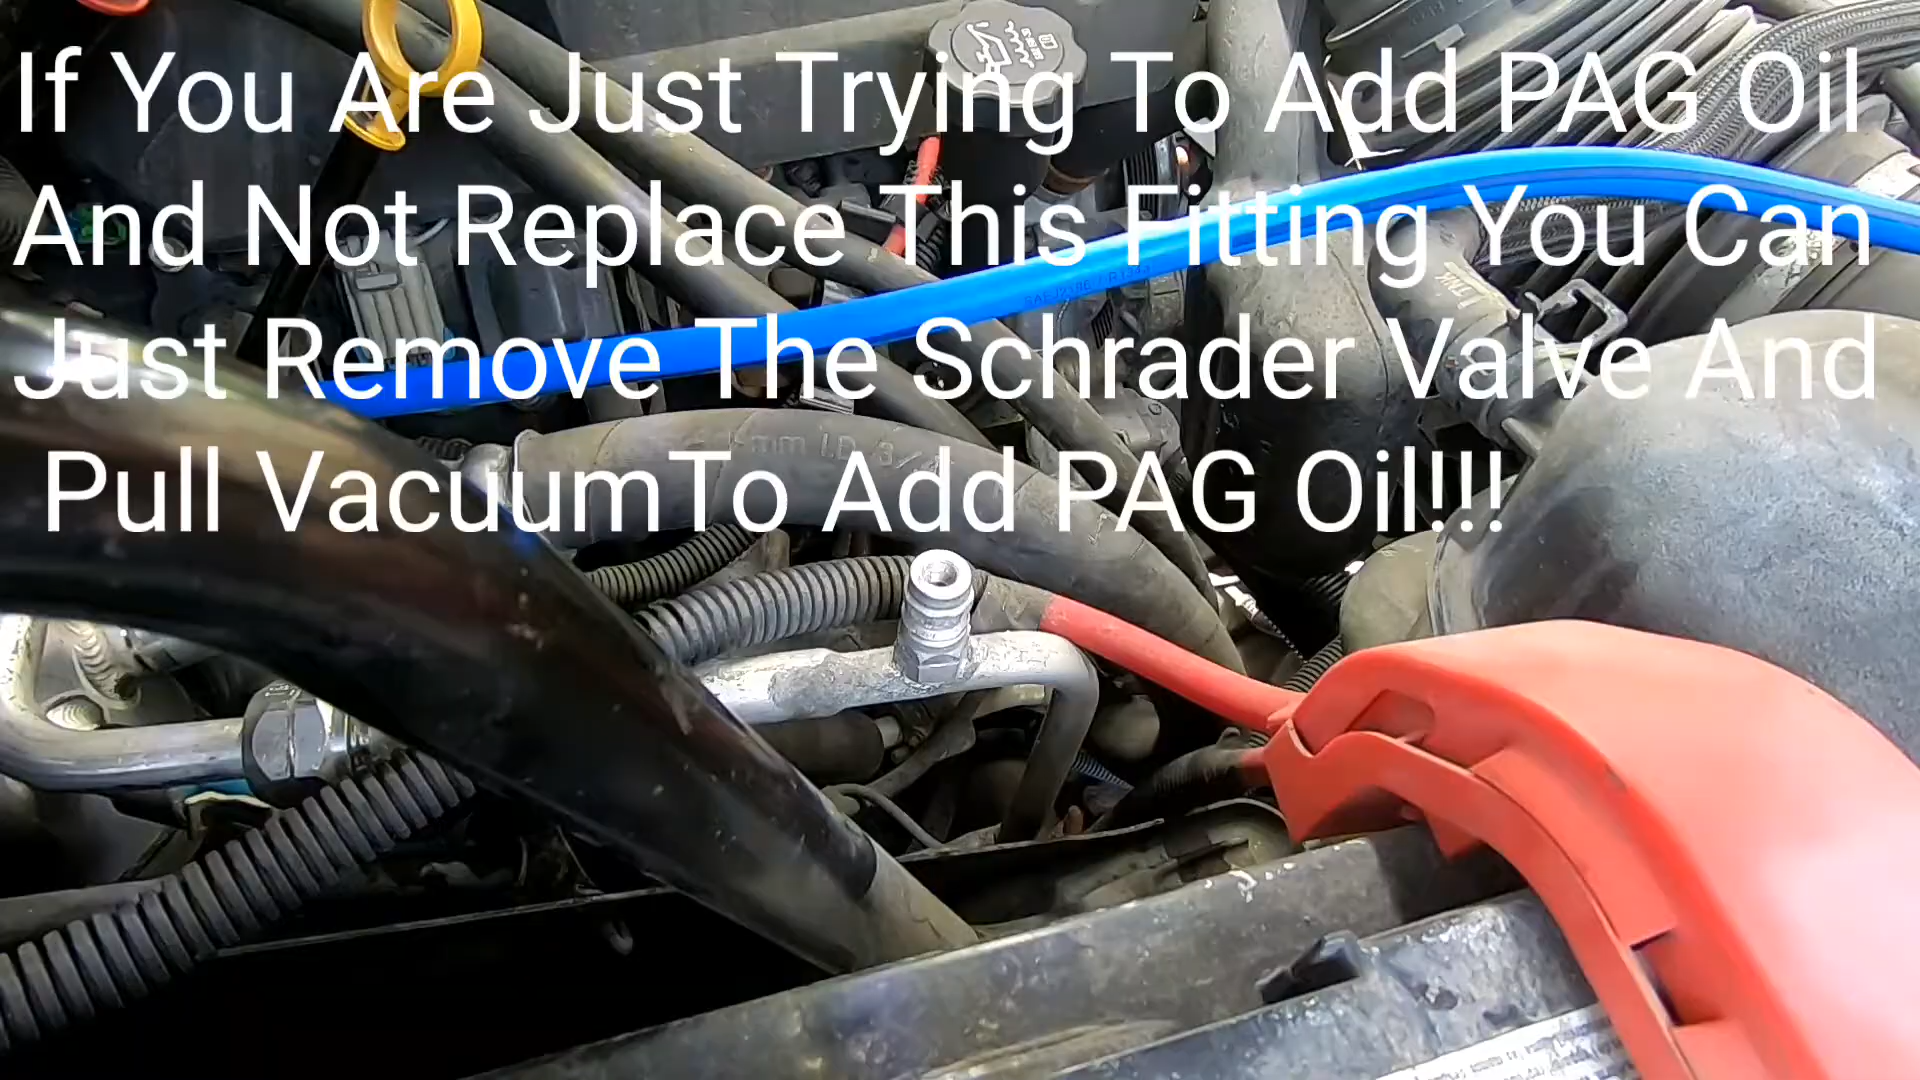 If You Are Just Trying To Add PAG Oil
And Not Replace This Fitting You Can
Just Remove The Schrader Valve And
Pull VacuumTo Add PAG Oil!!!